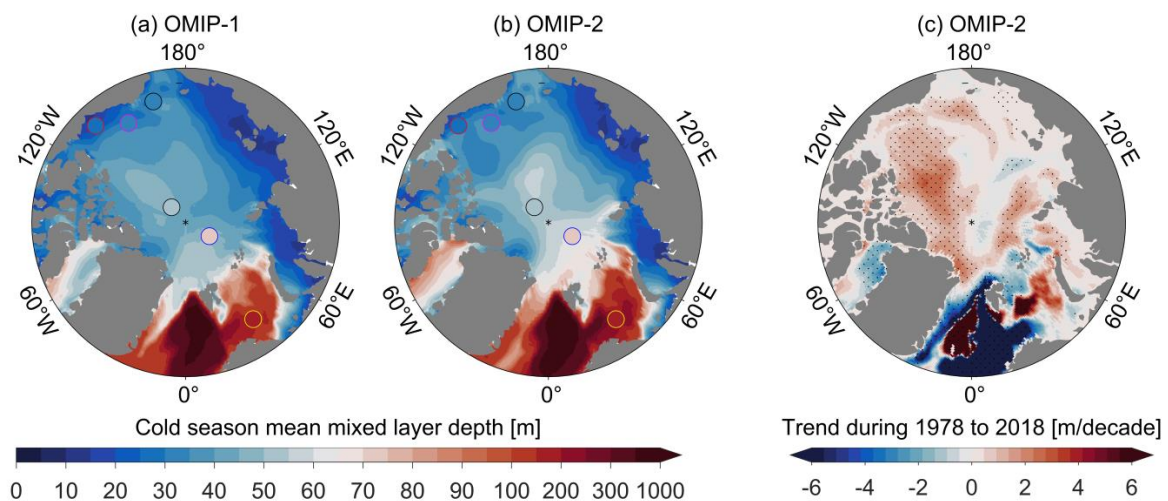 (a) OMIP-1 (b) OMIP-2 (c) OMIP-2
180° 180° 180°
120°W 120°E 120°W 120°E 120°W 120°E
* * *
60°W 60°E 60°W 60°E 60°W 60°E
0° 0° 0°
Cold season mean mixed layer depth [m] Trend during 1978 to 2018 [m/decade]
0 10 20 30 40 50 60 70 80 90 100 200 300 1000 -6 -4 -2 0 2 4 6